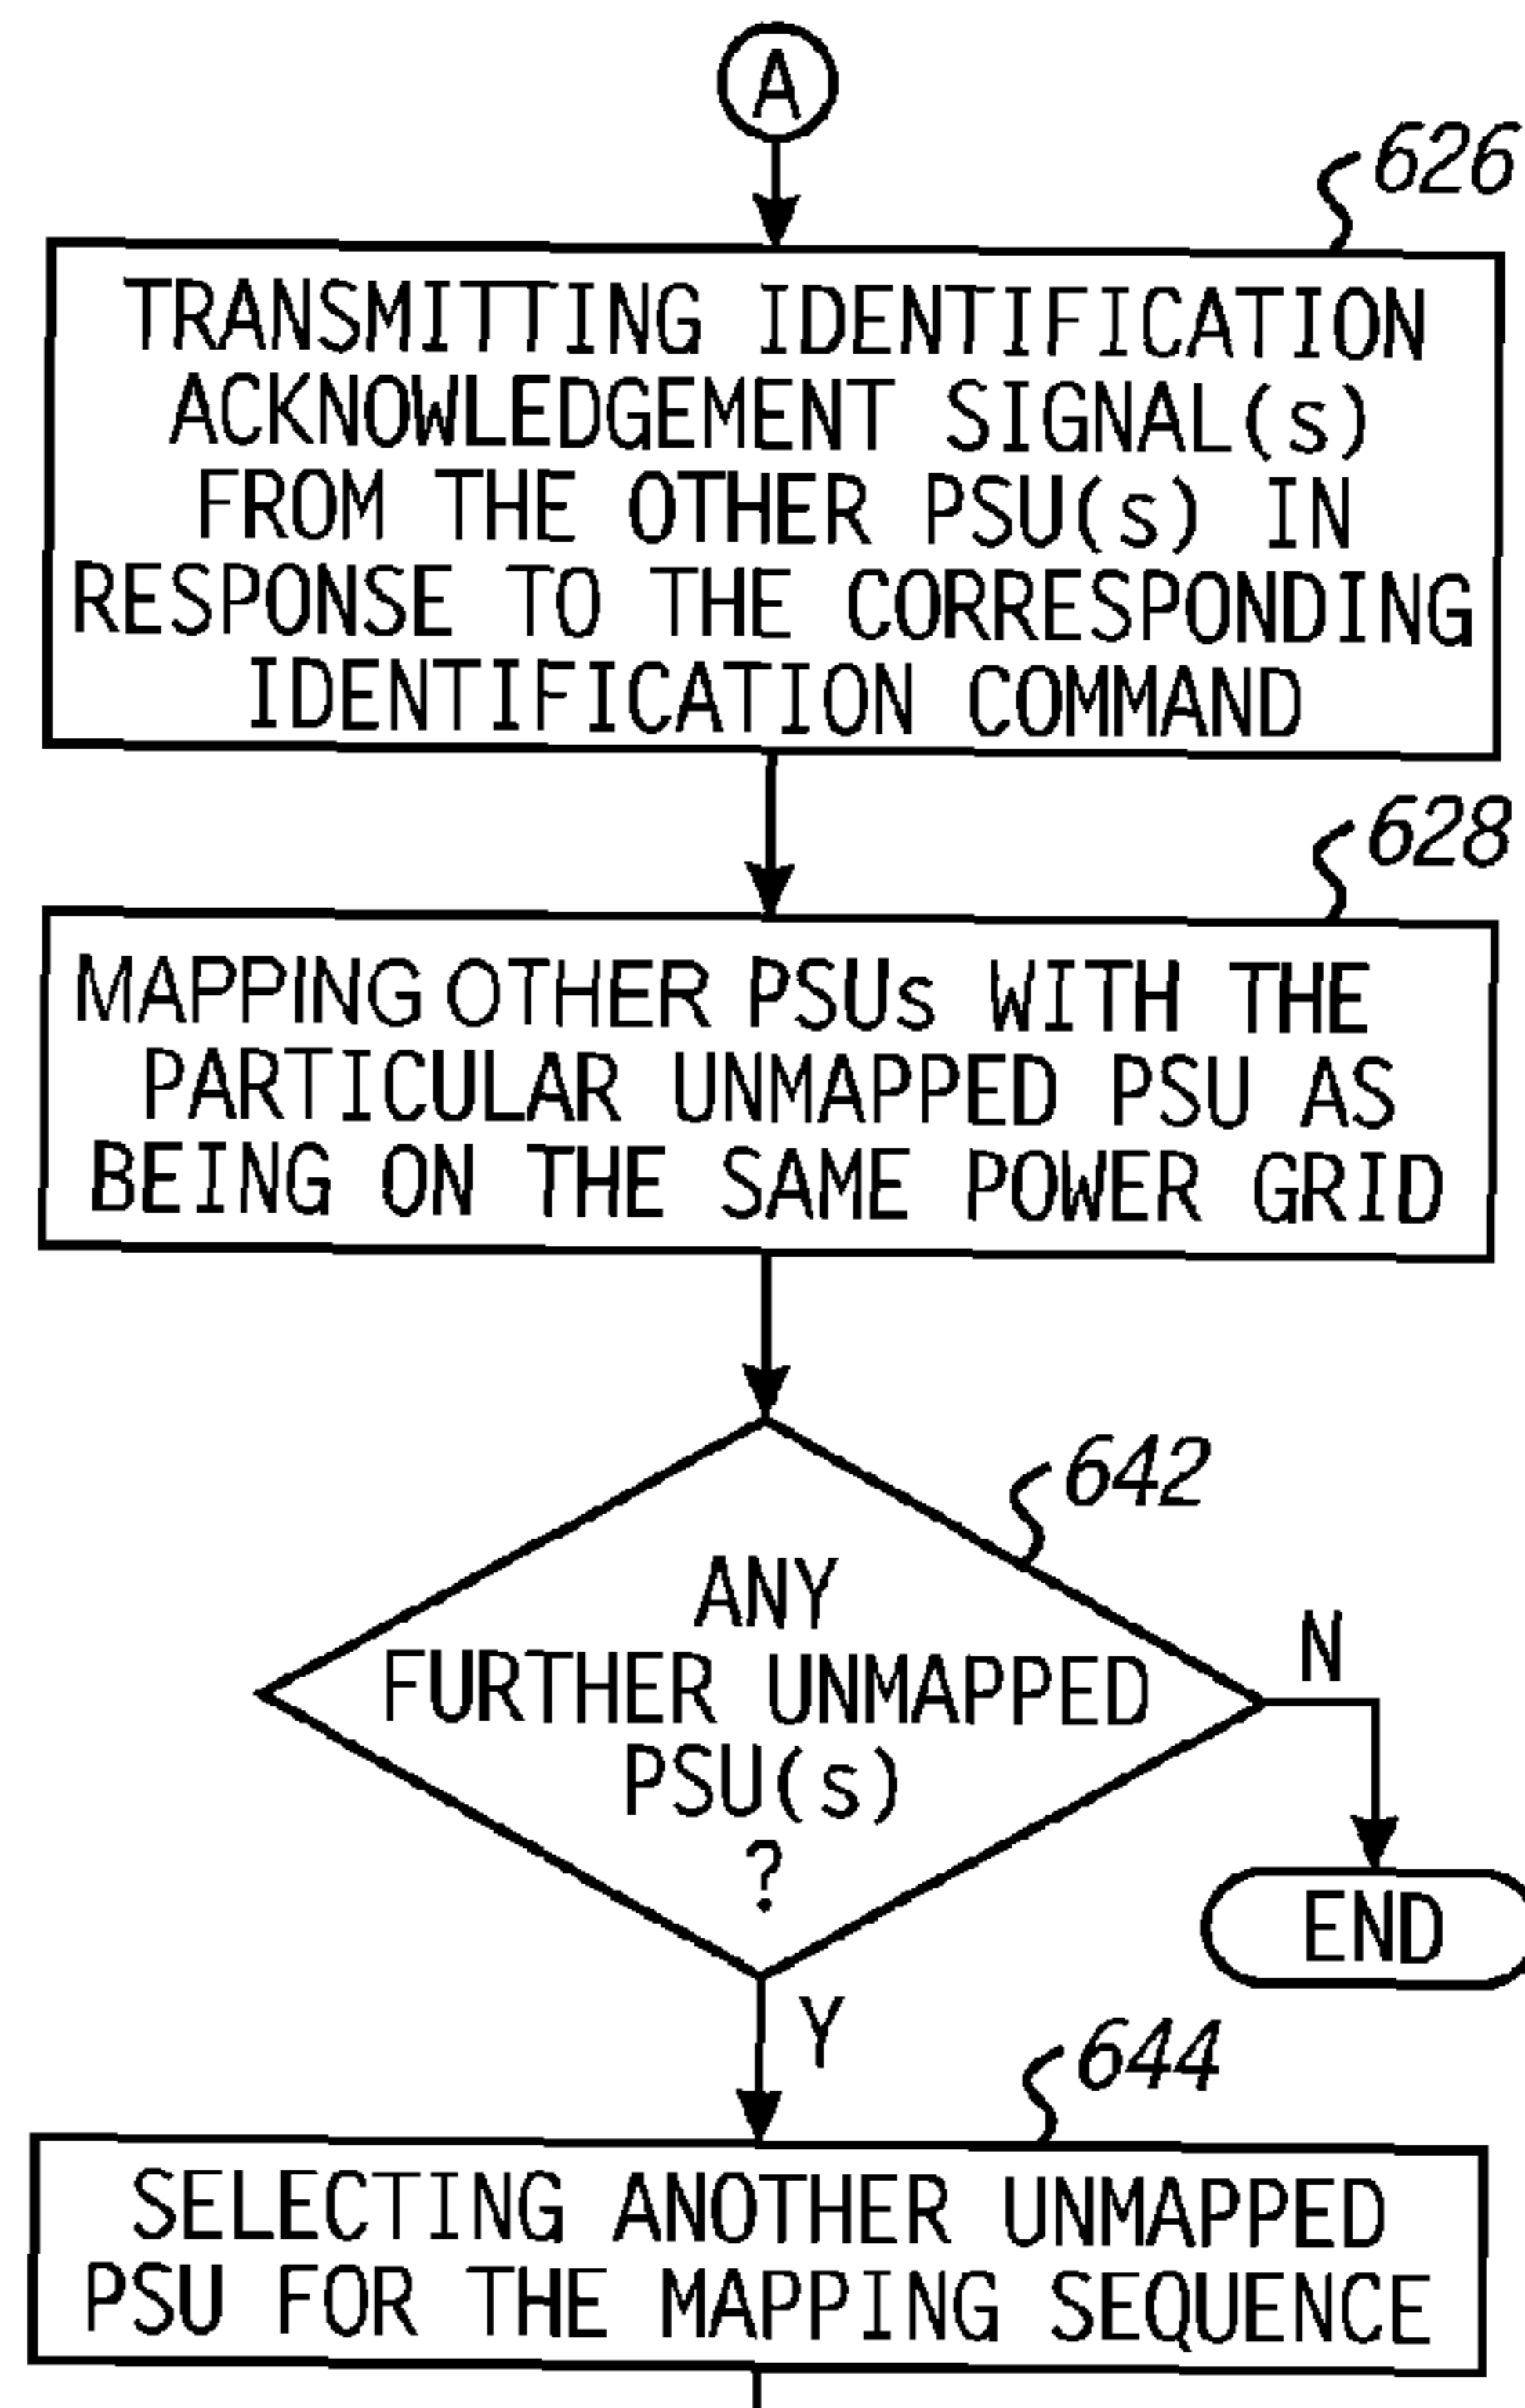 A
626
TRANSMITTING IDENTIFICATION
ACKNOWLEDGEMENT SIGNAL(s)
FROM THE OTHER PSU(s) IN
RESPONSE TO THE CORRESPONDING
IDENTIFICATION COMMAND
628
MAPPING OTHER PSUs WITH THE
PARTICULAR UNMAPPED PSU AS
BEING ON THE SAME POWER GRID
642
ANY
FURTHER UNMAPPED
PSU(s)
?
N
END
Y
644
SELECTING ANOTHER UNMAPPED
PSU FOR THE MAPPING SEQUENCE